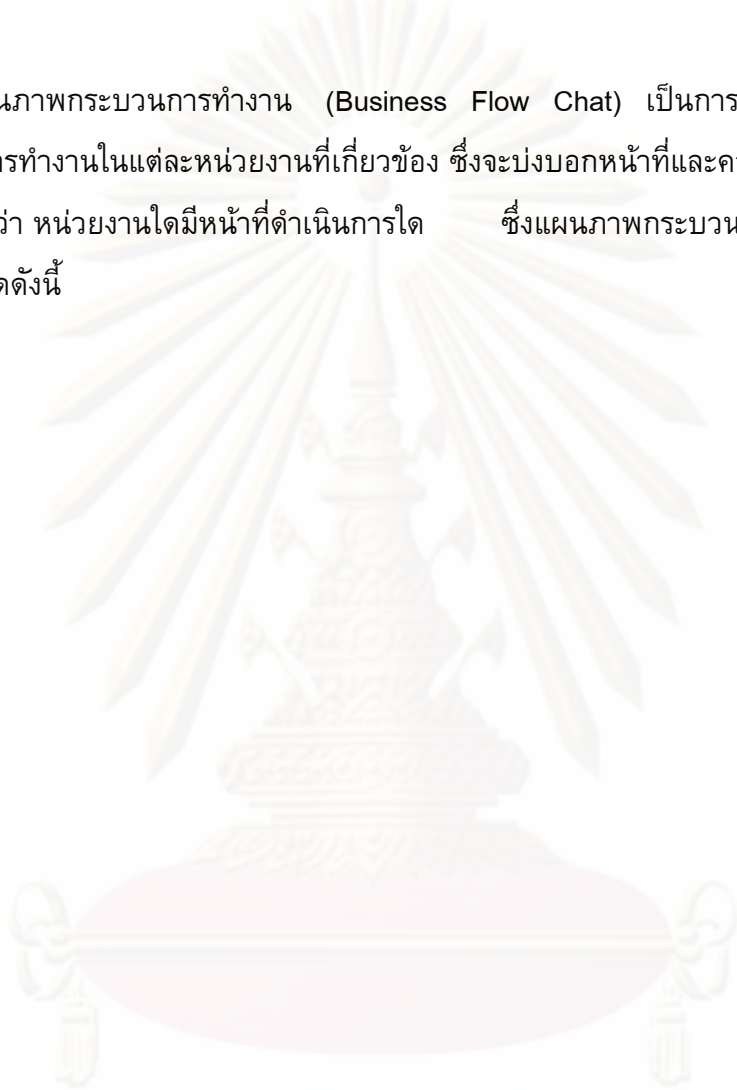 นภาพกระบวนการทำงาน (Business Flow Chat) เป็นการ
ารทำงานในแต่ละหน่วยงานที่เกี่ยวข้อง ซึ่งจะบ่งบอกหน้าที่และคว
ว่า หน่วยงานใดมีหน้าที่ดำเนินการใด ซึ่งแผนภาพกระบวน
ดดังนี้